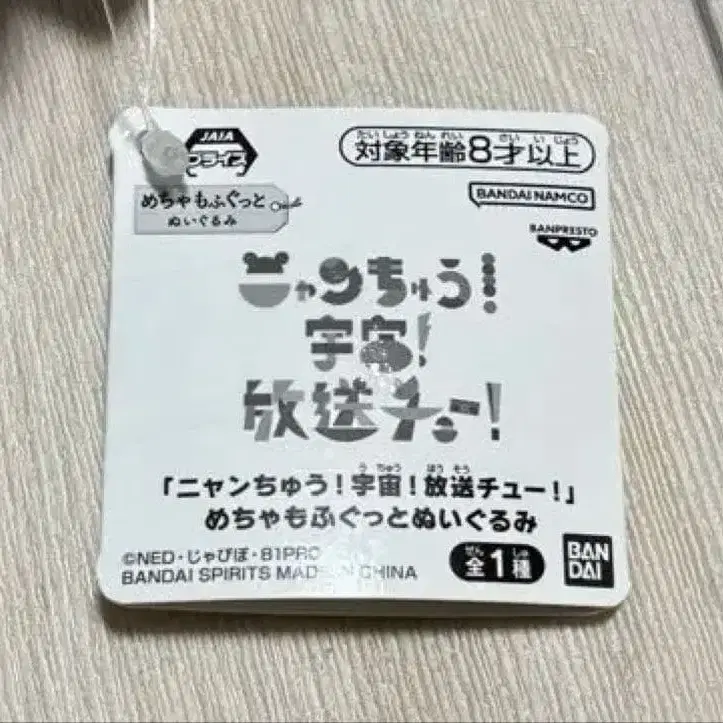 JAIA
プライズ
たいしょうねんれい さい いじょう
対象年齢8才以上
めちゃもふぐっと
ぬいぐるみ
BANDAI NAMCO
BANPRESTO
ニャンちゅう!
宇宙!
放送チュー!
うちゅう ほうそう
「ニャンちゅう!宇宙!放送チュー!」
めちゃもふぐっとぬいぐるみ
©NED・じゃぴぽ・81PRO
BANDAI SPIRITS MADE IN CHINA
ぜん しゅ
全1種
BAN
DAI